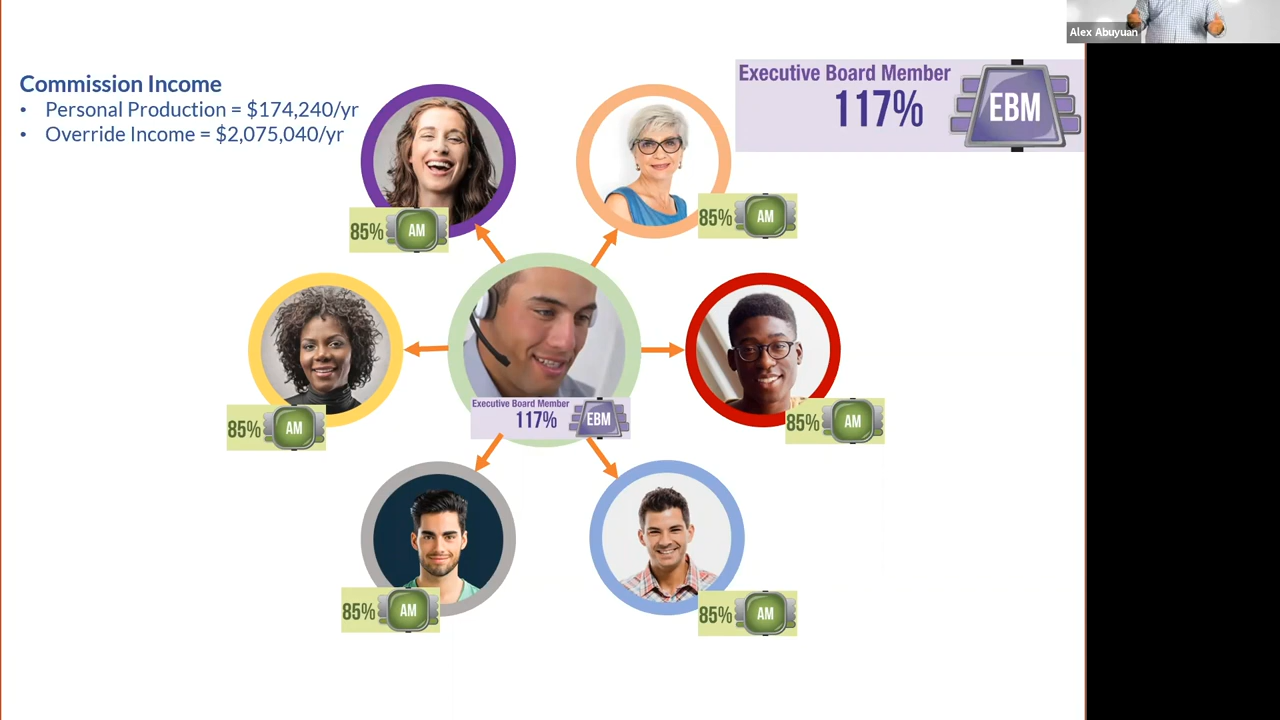 Alex Abuyuan
Commission Income
• Personal Production = $174,240/yr
• Override Income = $2,075,040/yr
Executive Board Member
117%
EBM
85% AM
85% AM
85% AM
Executive Board Member
117%
EBM
85% AM
85% AM
85% AM